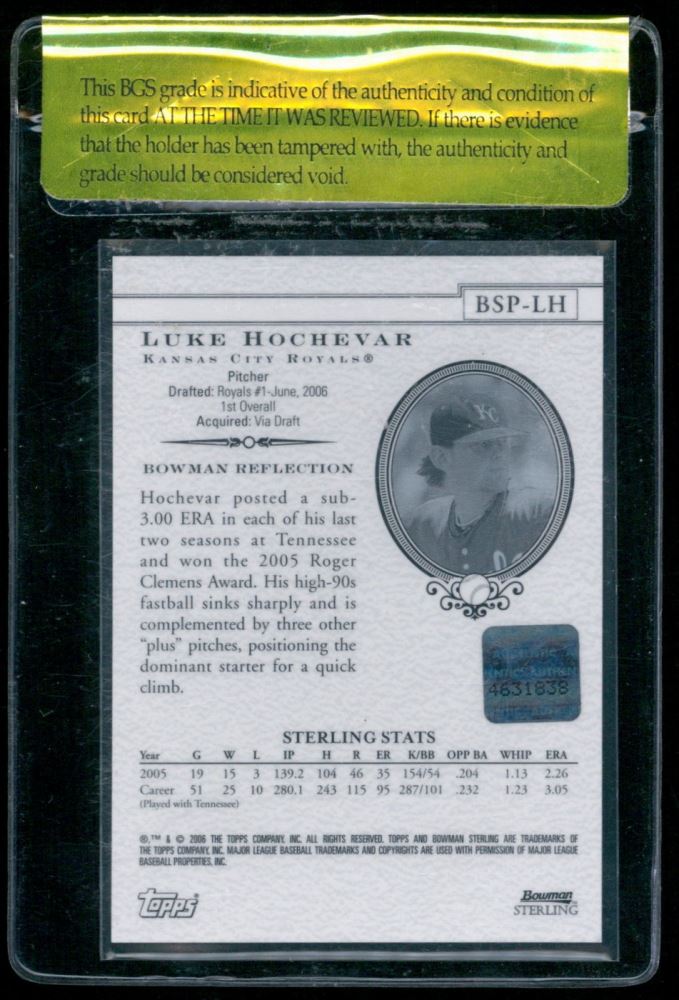 This BGS grade is indicative of the authenticity and condition of
this card AT THE TIME IT WAS REVIEWED. If there is evidence
that the holder has been tampered with, the authenticity and
grade should be considered void.
BSP-LH
LUKE HOCHEVAR
KANSAS CITY ROYALS®
Pitcher
Drafted: Royals #1-June, 2006
1st Overall
Acquired: Via Draft
BOWMAN REFLECTION
Hochevar posted a sub-
3.00 ERA in each of his last
two seasons at Tennessee
and won the 2005 Roger
Clemens Award. His high-90s
fastball sinks sharply and is
complemented by three other
"plus" pitches, positioning the
dominant starter for a quick
climb.
KC
4631838
STERLING STATS
Year G W L IP H R ER K/BB OPP BA WHIP ERA
2005 19 15 3 139.2 104 46 35 154/54 .204 1.13 2.26
Career 51 25 10 280.1 243 115 95 287/101 .232 1.23 3.05
(Played with Tennessee)
®,™ & © 2006 THE TOPPS COMPANY, INC. ALL RIGHTS RESERVED. TOPPS AND BOWMAN STERLING ARE TRADEMARKS OF
THE TOPPS COMPANY, INC. MAJOR LEAGUE BASEBALL TRADEMARKS AND COPYRIGHTS ARE USED WITH PERMISSION OF MAJOR LEAGUE
BASEBALL PROPERTIES, INC.
topps
Bowman
STERLING